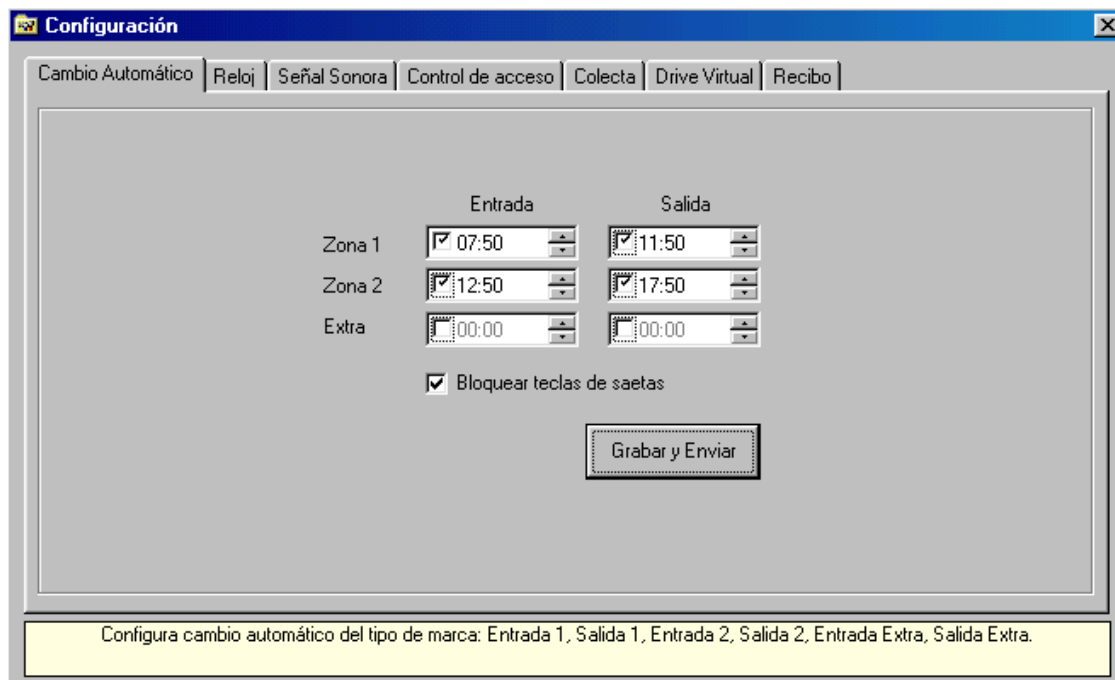 Configuración
Cambio Automático Reloj Señal Sonora Control de acceso Colecta Drive Virtual Recibo
Entrada Salida
Zona 1 07:50 11:50
Zona 2 12:50 17:50
Extra 00:00 00:00
Bloquear teclas de saetas
Grabar y Enviar
Configura cambio automático del tipo de marca: Entrada 1, Salida 1, Entrada 2, Salida 2, Entrada Extra, Salida Extra.